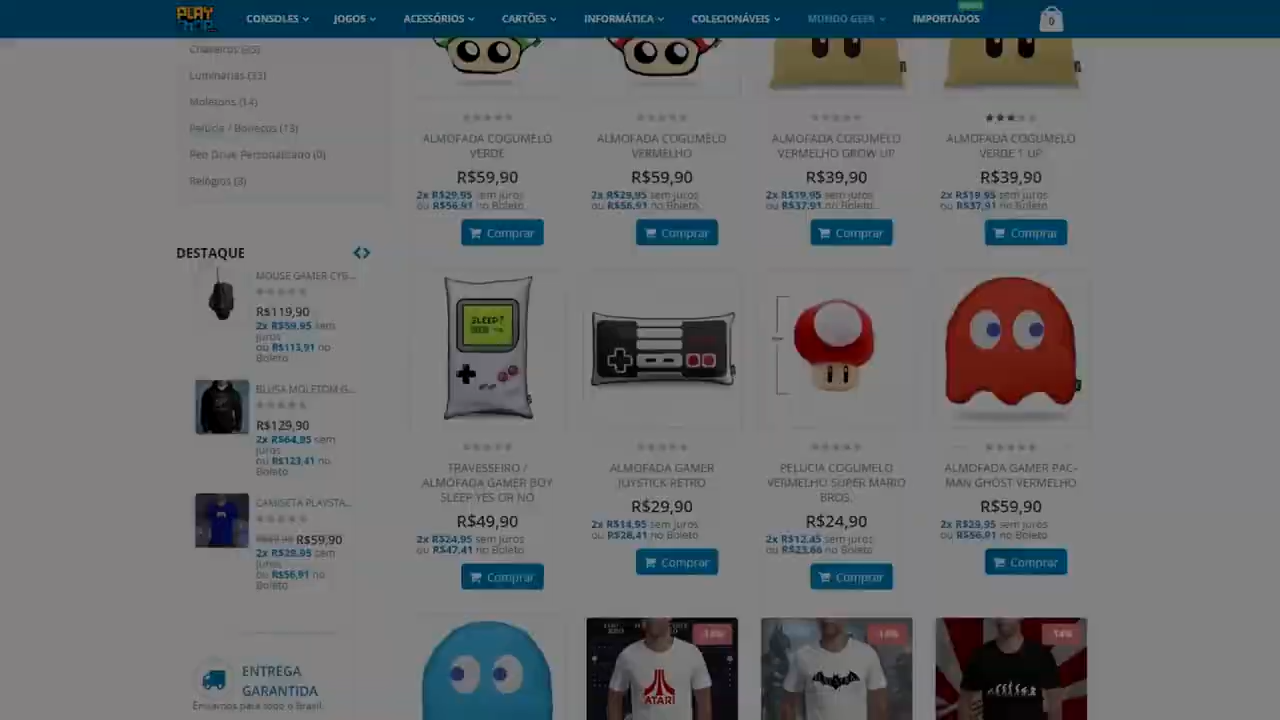 PLAY
CONSOLES
JOGOS
ACESSÓRIOS
CARTÕES
INFORMÁTICA
COLECIONÁVEIS
MUNDO GEEK
IMPORTADOS
0
Luminárias (33)
Moletons (14)
Pelúcia / Bonecos (13)
Pen Drive Personalizado (0)
Relógios (3)
DESTAQUE
MOUSE GAMER CYB...
R$119,90
2x R$59,95 sem
juros
ou R$113,91 no
Boleto
BLUSA MOLETOM G...
R$129,90
2x R$64,95 sem
juros
ou R$123,41 no
Boleto
CAMISETA PLAYSTA...
R$59,90
2x R$29,95 sem
juros
ou R$56,91 no
Boleto
ENTREGA
GARANTIDA
Enviamos para todo o Brasil.
ALMOFADA COGUMELO
VERDE
R$59,90
2x R$29,95 sem juros
ou R$56,91 no Boleto
Comprar
ALMOFADA COGUMELO
VERMELHO
R$59,90
2x R$29,95 sem juros
ou R$56,91 no Boleto
Comprar
ALMOFADA COGUMELO
VERMELHO GROW UP
R$39,90
2x R$19,95 sem juros
ou R$37,91 no Boleto
Comprar
ALMOFADA COGUMELO
VERDE 1 UP
R$39,90
2x R$19,95 sem juros
ou R$37,91 no Boleto
Comprar
SLEEP?
TRAVESSEIRO /
ALMOFADA GAMER BOY
SLEEP YES OR NO
R$49,90
2x R$24,95 sem juros
ou R$47,41 no Boleto
Comprar
ALMOFADA GAMER
JOYSTICK RETRO
R$29,90
2x R$14,95 sem juros
ou R$28,41 no Boleto
Comprar
PELUCIA COGUMELO
VERMELHO SUPER MARIO
BROS.
R$24,90
2x R$12,45 sem juros
ou R$23,66 no Boleto
Comprar
ALMOFADA GAMER PAC-
MAN GHOST VERMELHO
R$59,90
2x R$29,95 sem juros
ou R$56,91 no Boleto
Comprar
-14%
ATARI
-14%
-14%